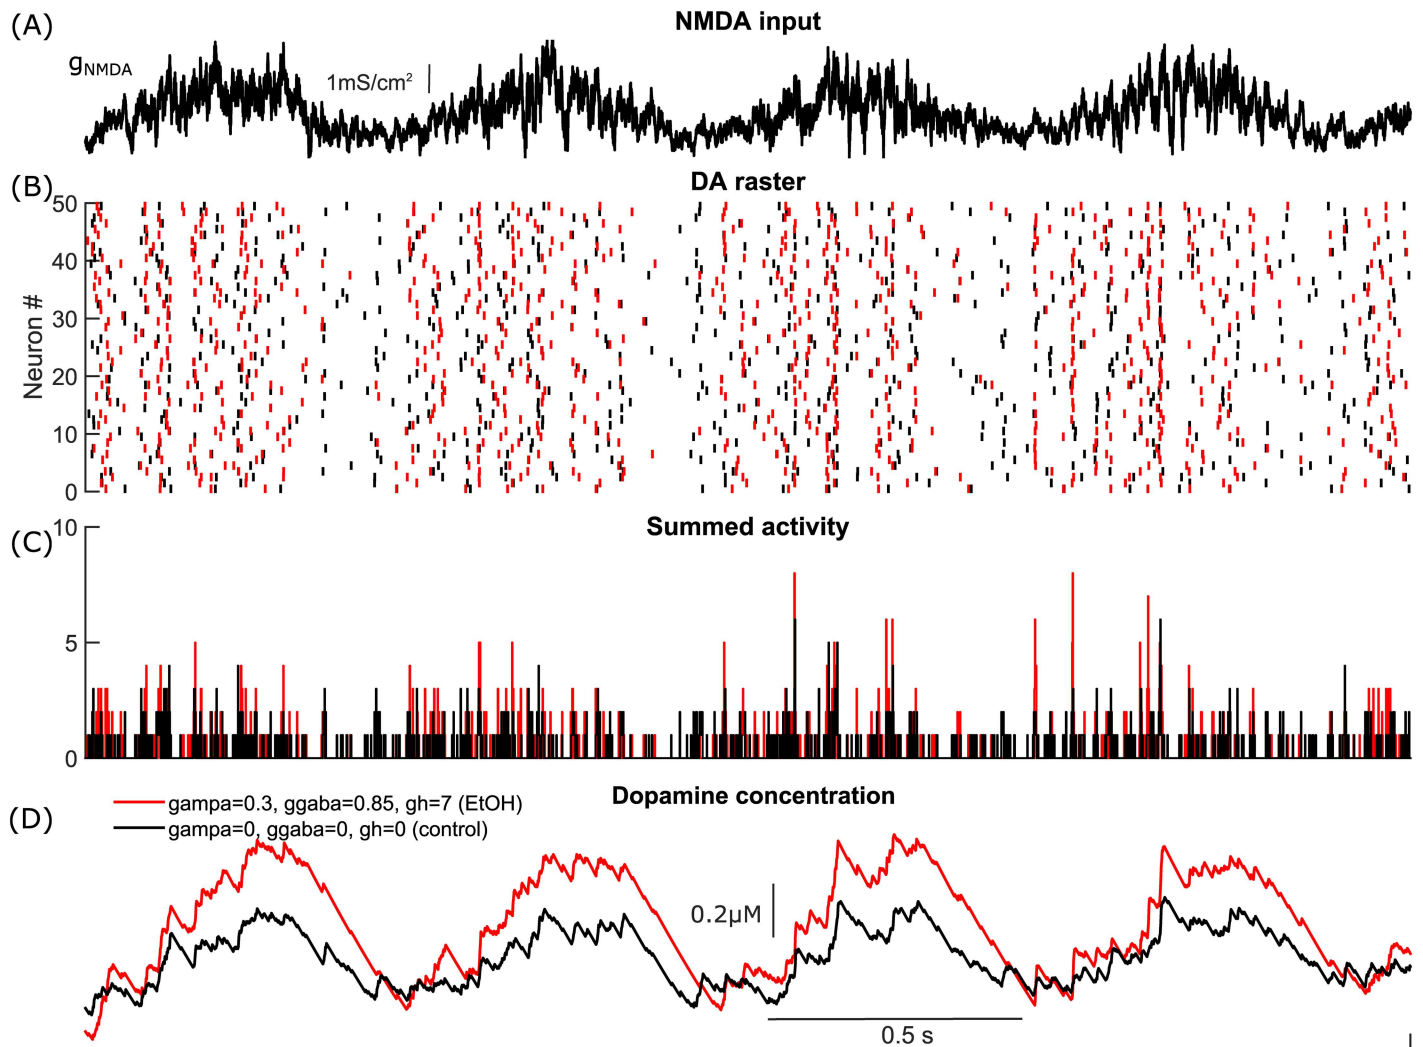 (A)
NMDA input
gNMDA
1mS/cm²
(B)
DA raster
50
40
30
20
10
0
Neuron #
(C)
Summed activity
10
5
0
(D)
Dopamine concentration
gampa=0.3, ggaba=0.85, gh=7 (EtOH)
gampa=0, ggaba=0, gh=0 (control)
0.2µM
0.5 s